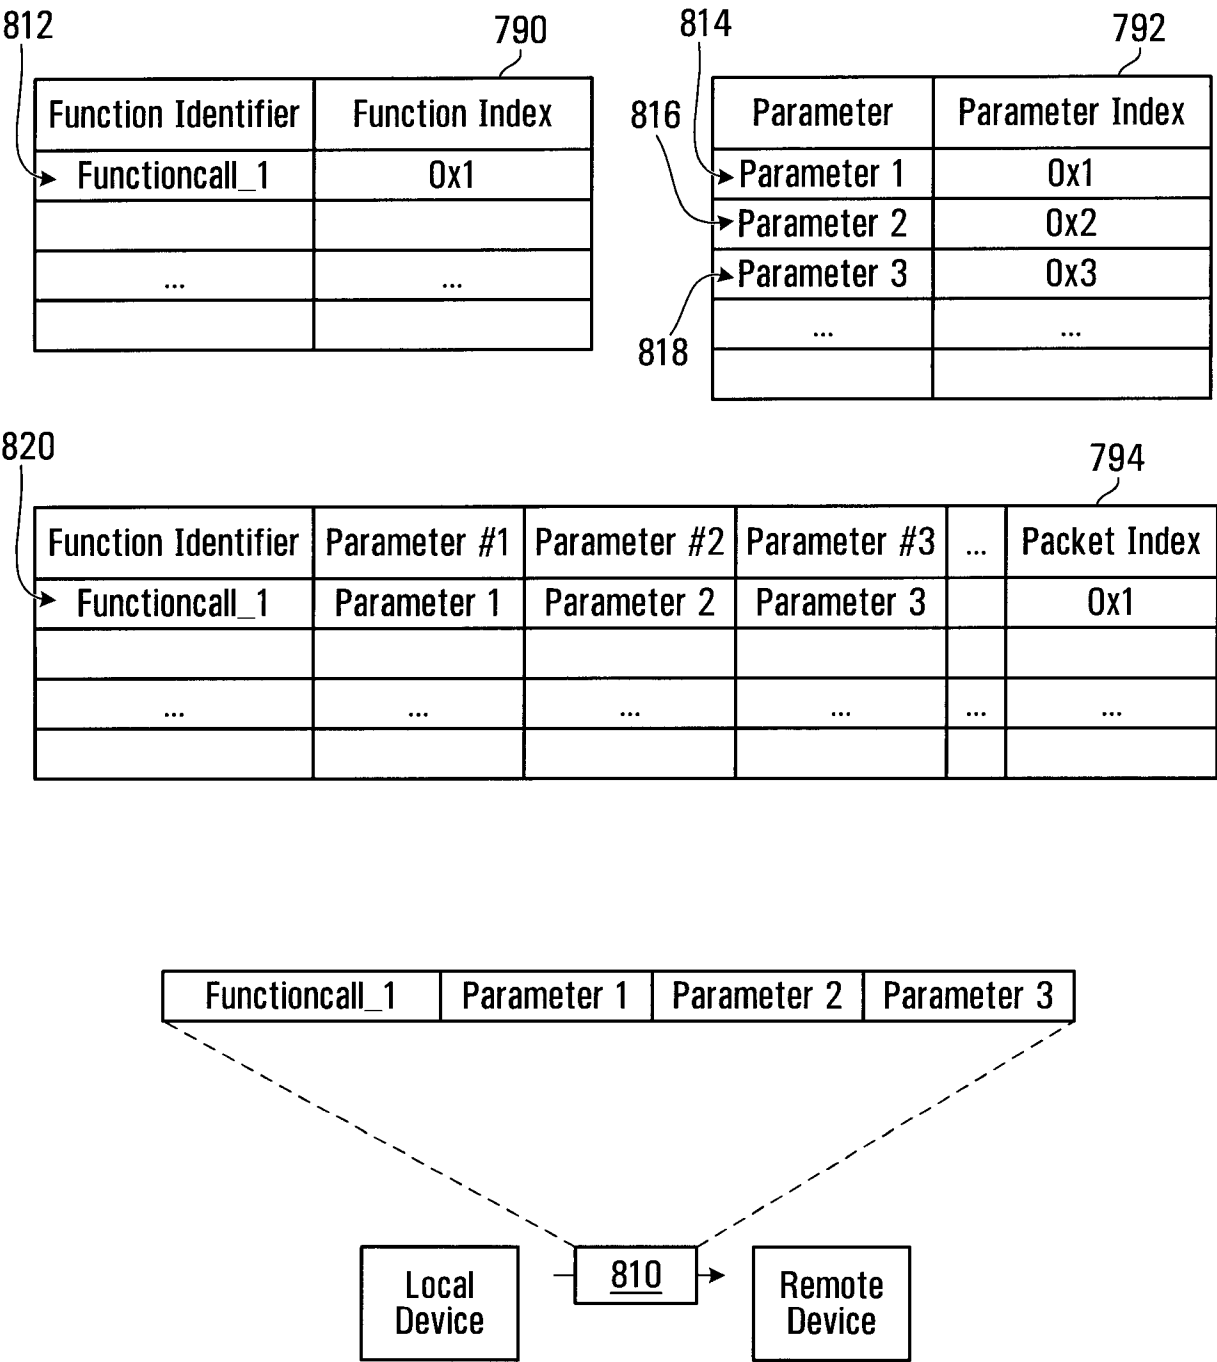 812 790 814 792
Function Identifier Function Index
Functioncall_1 0x1
... ...
816 Parameter Parameter Index
Parameter 1 0x1
Parameter 2 0x2
Parameter 3 0x3
818 ... ...
820 794
Function Identifier Parameter #1 Parameter #2 Parameter #3 ... Packet Index
Functioncall_1 Parameter 1 Parameter 2 Parameter 3 0x1
... ... ... ... ... ...
Functioncall_1 Parameter 1 Parameter 2 Parameter 3
Local
Device
810
Remote
Device